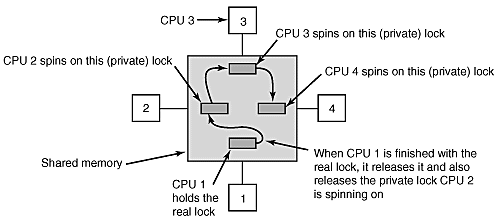 CPU 3
3
CPU 3 spins on this (private) lock
CPU 2 spins on this (private) lock
CPU 4 spins on this (private) lock
2
4
Shared memory
When CPU 1 is finished with the
real lock, it releases it and also
releases the private lock CPU 2
is spinning on
CPU 1
holds the
real lock
1